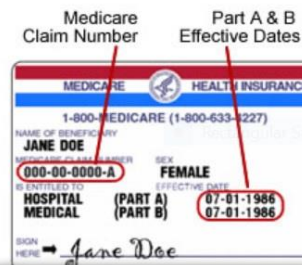 Medicare
Claim Number
Part A & B
Effective Dates
MEDICARE HEALTH INSURANC
1-800-MEDICARE (1-800-633-4227)
NAME OF BENEFICIARY
JANE DOE
MEDICARE CLAIM NUMBER SEX
000-00-0000-A FEMALE
IS ENTITLED TO EFFECTIVE DATE
HOSPITAL (PART A) 07-01-1986
MEDICAL (PART B) 07-01-1986
SIGN
HERE Jane Doe